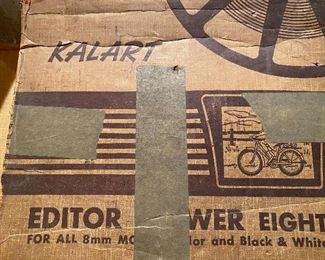 KALART
EDITOR WER EIGHT
FOR ALL 8mm MO lor and Black & White